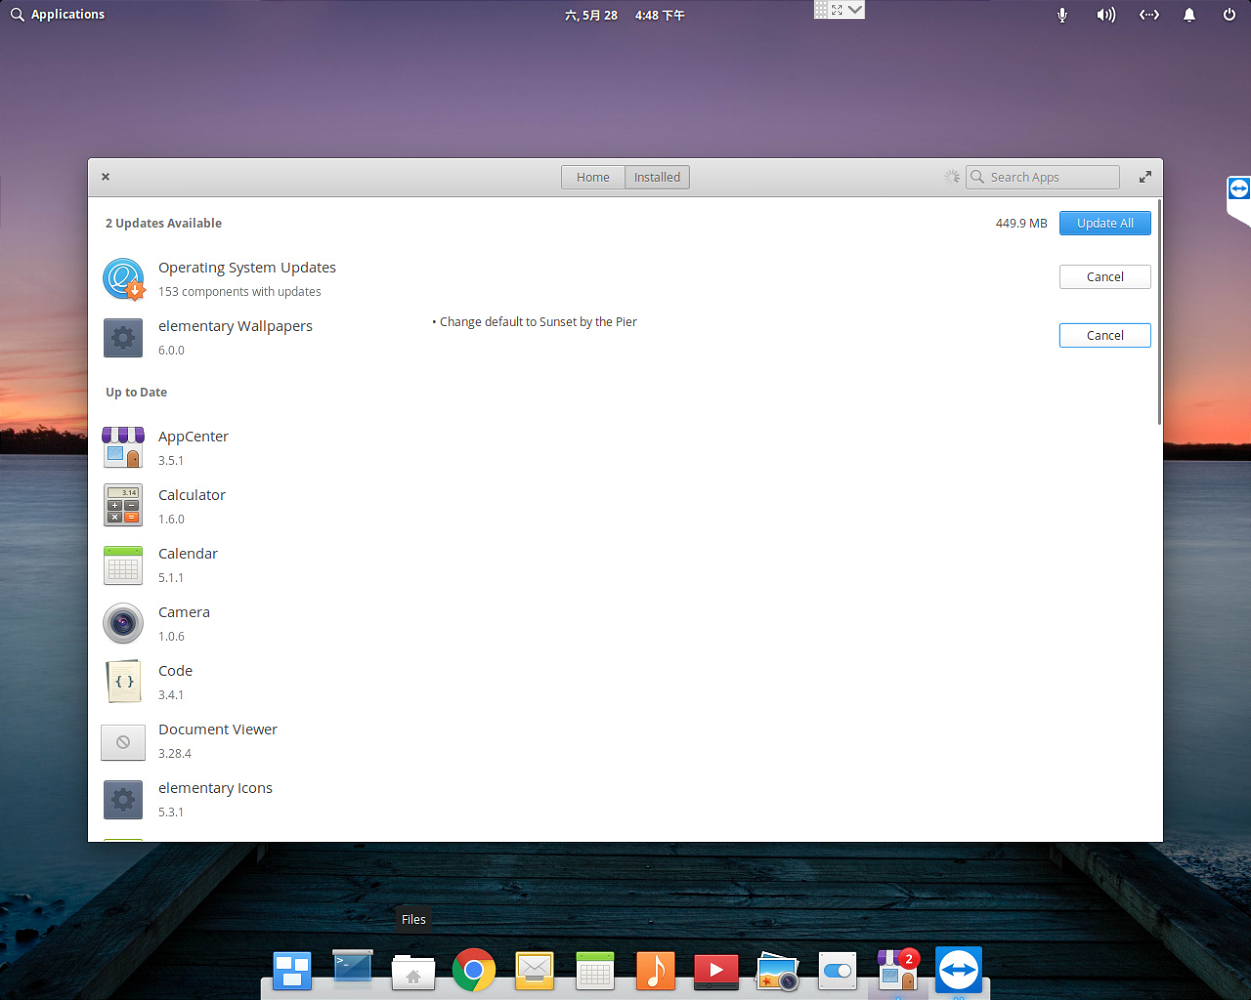 Applications
六, 5月 28 4:48 下午
Home
Installed
Search Apps
2 Updates Available
449.9 MB
Update All
Operating System Updates
153 components with updates
Cancel
elementary Wallpapers
6.0.0
• Change default to Sunset by the Pier
Cancel
Up to Date
AppCenter
3.5.1
3.14
Calculator
1.6.0
Calendar
5.1.1
Camera
1.0.6
{ }
Code
3.4.1
Document Viewer
3.28.4
elementary Icons
5.3.1
Files
>_
2